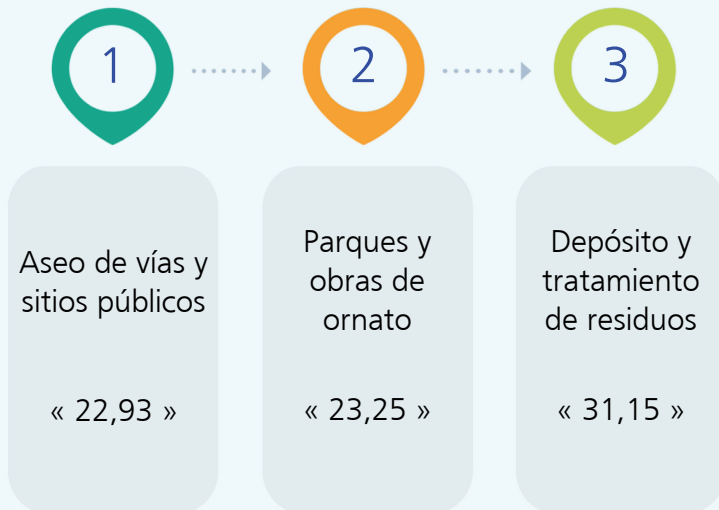 1
2
3
Aseo de vías y
sitios públicos
« 22,93 »
Parques y
obras de
ornato
« 23,25 »
Depósito y
tratamiento
de residuos
« 31,15 »